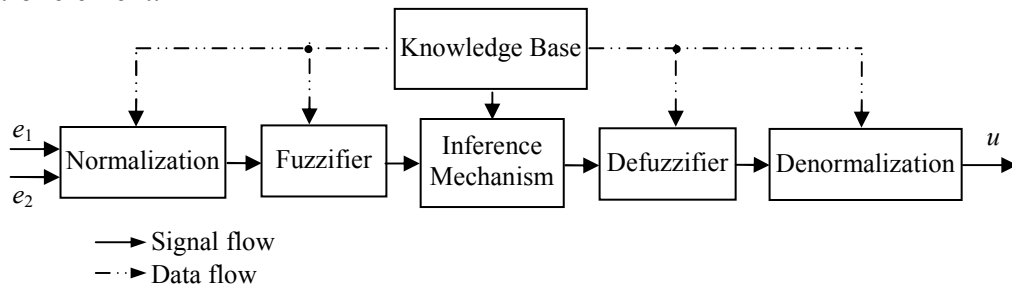 Knowledge Base
e1
e2
Normalization
Fuzzifier
Inference
Mechanism
Defuzzifier
Denormalization
u
Signal flow
Data flow